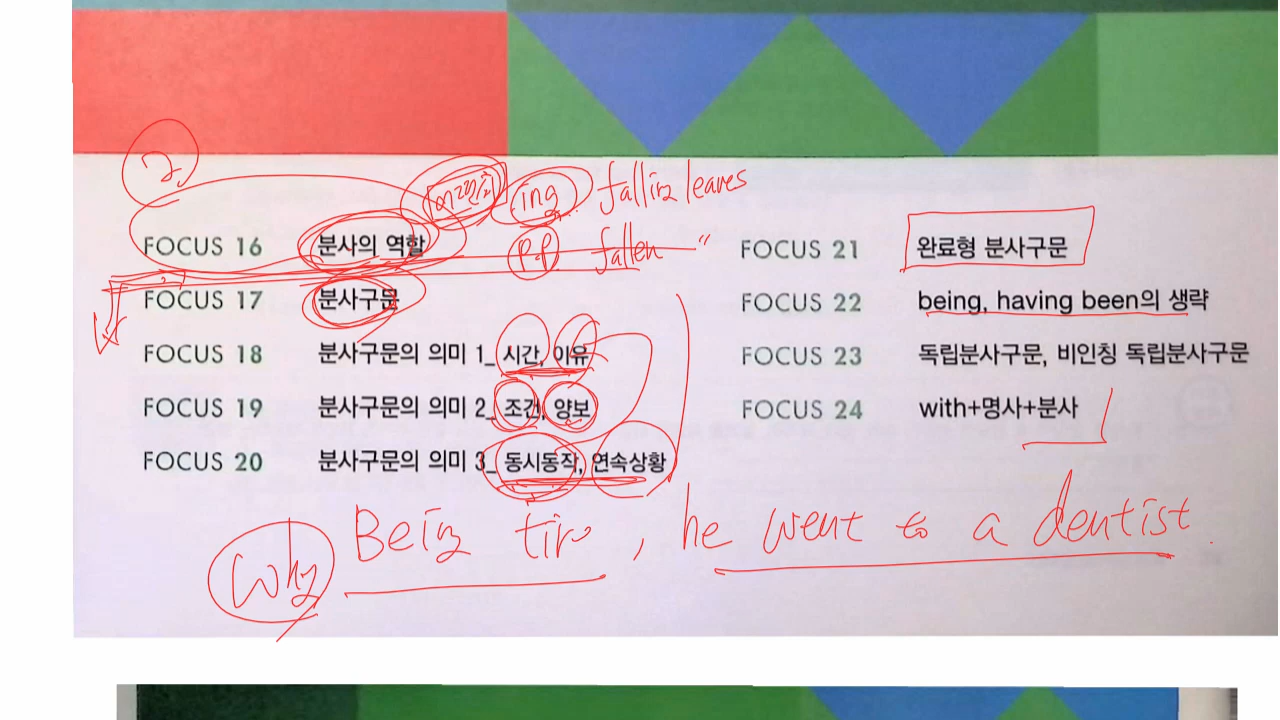 2.
ing falling leaves
FOCUS 16 분사의 역할 p.p fallen "
FOCUS 17 분사구문
FOCUS 18 분사구문의 의미 1_ 시간, 이유
FOCUS 19 분사구문의 의미 2_ 조건, 양보
FOCUS 20 분사구문의 의미 3_ 동시동작, 연속상황
FOCUS 21 완료형 분사구문
FOCUS 22 being, having been의 생략
FOCUS 23 독립분사구문, 비인칭 독립분사구문
FOCUS 24 with+명사+분사
Why Being , he went to a dentist.